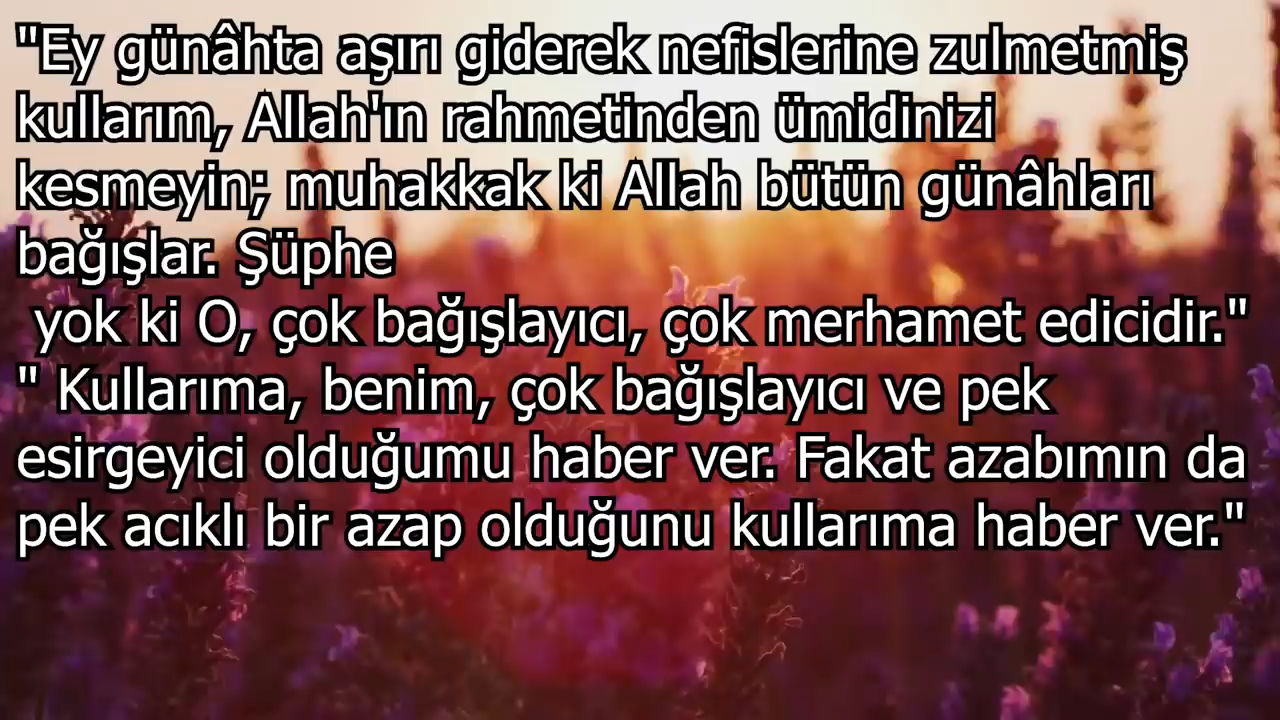 "Ey günâhta aşırı giderek nefislerine zulmetmiş
kullarım, Allah'ın rahmetinden ümidinizi
kesmeyin; muhakkak ki Allah bütün günâhları
bağışlar. Şüphe
yok ki O, çok bağışlayıcı, çok merhamet edicidir."
" Kullarıma, benim, çok bağışlayıcı ve pek
esirgeyici olduğumu haber ver. Fakat azabımın da
pek acıklı bir azap olduğunu kullarıma haber ver."